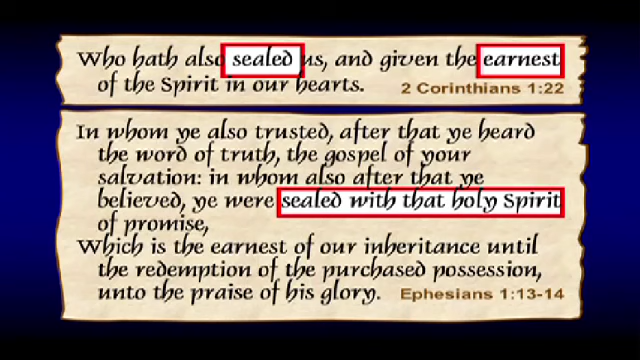 Who hath also sealed us, and given the earnest
of the Spirit in our hearts. 2 Corinthians 1:22
In whom ye also trusted, after that ye heard
the word of truth, the gospel of your
salvation: in whom also after that ye
believed, ye were sealed with that holy Spirit
of promise,
Which is the earnest of our inheritance until
the redemption of the purchased possession,
unto the praise of his glory. Ephesians 1:13-14